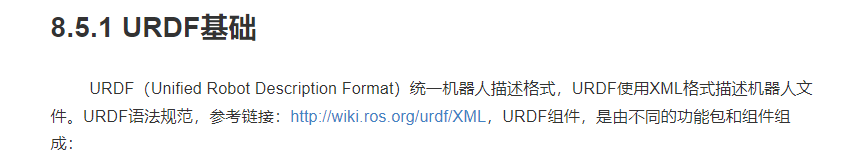 8.5.1 URDF基础
URDF（Unified Robot Description Format）统一机器人描述格式，URDF使用XML格式描述机器人文
件。URDF语法规范，参考链接：http://wiki.ros.org/urdf/XML，URDF组件，是由不同的功能包和组件组
成：